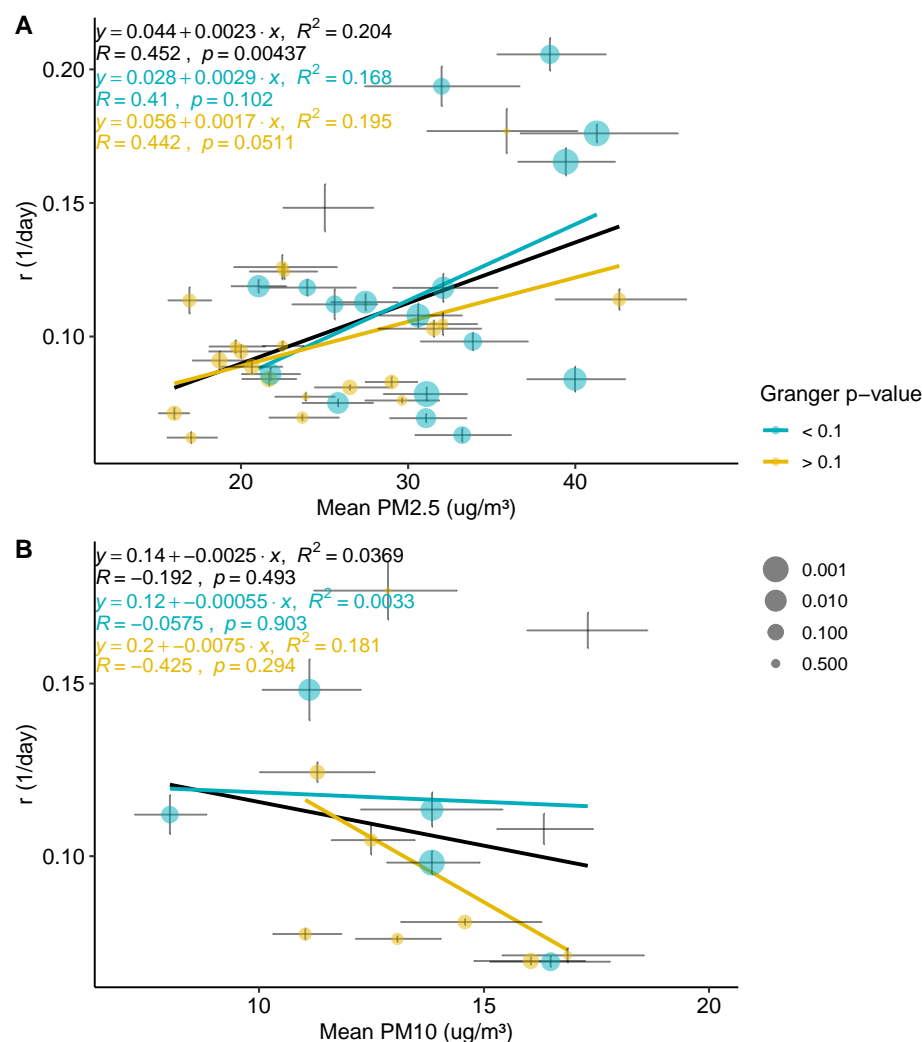 A
y = 0.044 + 0.0023 · x,  R² = 0.204
R = 0.452 ,  p = 0.00437
y = 0.028 + 0.0029 · x,  R² = 0.168
R = 0.41 ,  p = 0.102
y = 0.056 + 0.0017 · x,  R² = 0.195
R = 0.442 ,  p = 0.0511
0.20
0.15
0.10
r (1/day)
20 30 40
Mean PM2.5 (ug/m³)
Granger p−value
< 0.1
> 0.1
B
y = 0.14 + −0.0025 · x,  R² = 0.0369
R = −0.192 ,  p = 0.493
y = 0.12 + −0.00055 · x,  R² = 0.0033
R = −0.0575 ,  p = 0.903
y = 0.2 + −0.0075 · x,  R² = 0.181
R = −0.425 ,  p = 0.294
0.15
0.10
r (1/day)
10 15 20
Mean PM10 (ug/m³)
0.001
0.010
0.100
0.500